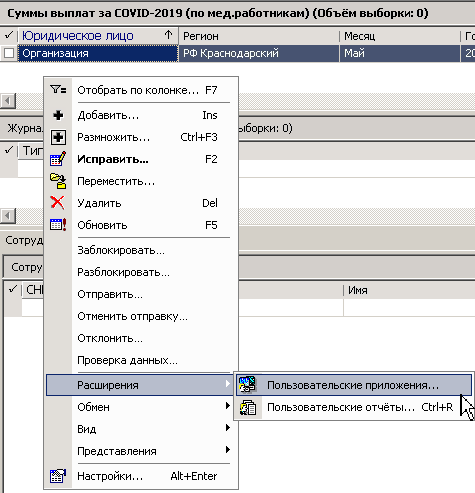 Суммы выплат за COVID-2019 (по мед.работникам) (Объём выборки: 0)
Юридическое лицо Регион Месяц
Организация РФ Краснодарский Май 20
Отобрать по колонке... F7
Добавить... Ins
Журна ыборки: 0)
Размножить... Ctrl+F3
Тип
Исправить... F2
Переместить...
Удалить Del
Обновить F5
Сотруд
Заблокировать...
Сотру
Разблокировать...
СН Имя
Отправить...
Отменить отправку...
Отклонить...
Проверка данных...
Расширения Пользовательские приложения...
Обмен Пользовательские отчёты... Ctrl+R
Вид
Представления
Настройки... Alt+Enter